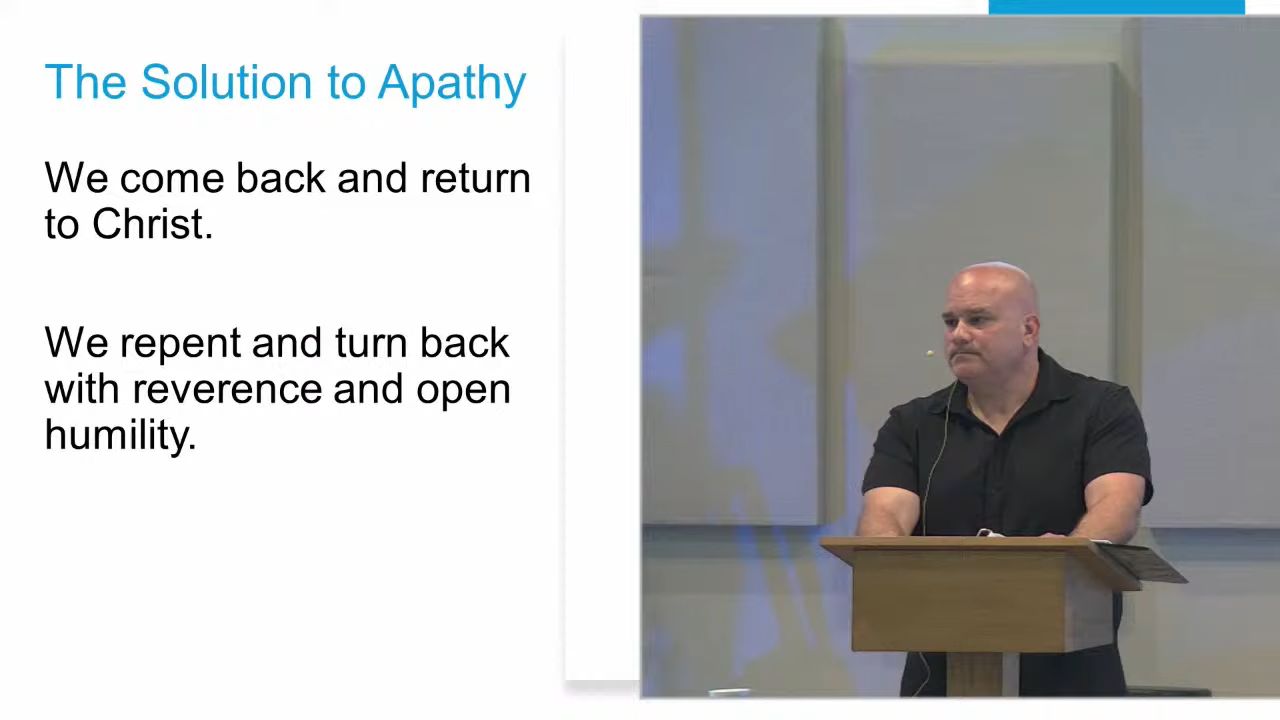 The Solution to Apathy
We come back and return
to Christ.
We repent and turn back
with reverence and open
humility.